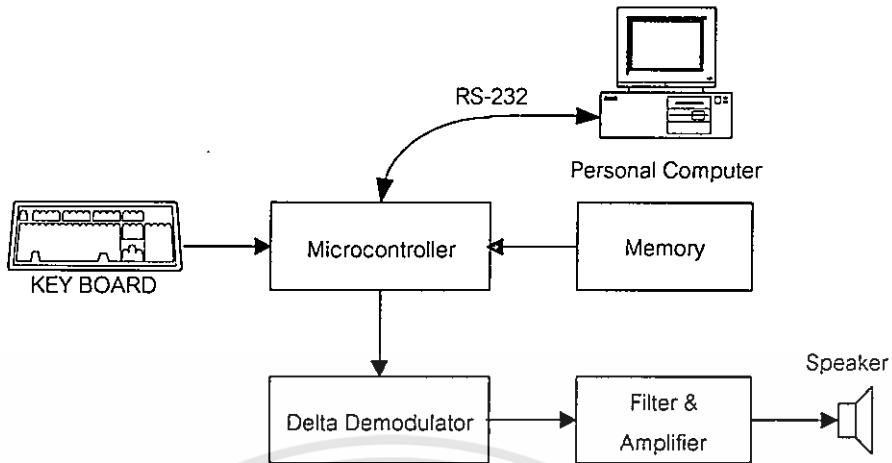 RS-232
Personal Computer
Microcontroller
Memory
KEY BOARD
Speaker
Delta Demodulator
Filter &
Amplifier